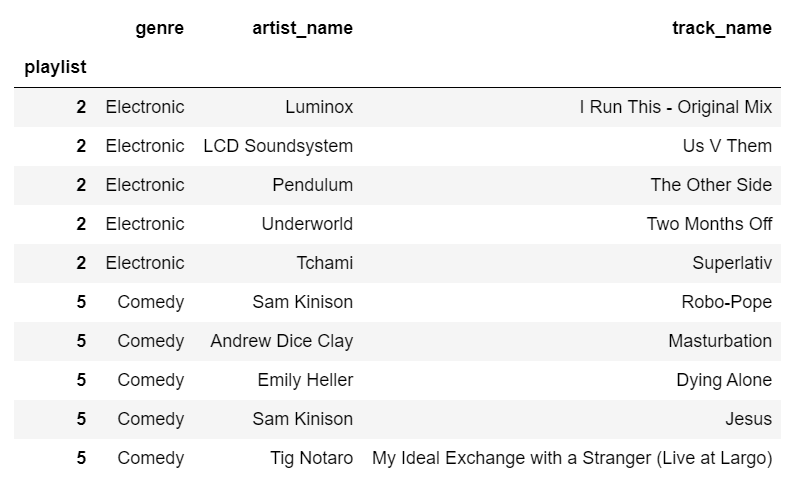 genre artist_name track_name
playlist
2 Electronic Luminox I Run This - Original Mix
2 Electronic LCD Soundsystem Us V Them
2 Electronic Pendulum The Other Side
2 Electronic Underworld Two Months Off
2 Electronic Tchami Superlativ
5 Comedy Sam Kinison Robo-Pope
5 Comedy Andrew Dice Clay Masturbation
5 Comedy Emily Heller Dying Alone
5 Comedy Sam Kinison Jesus
5 Comedy Tig Notaro My Ideal Exchange with a Stranger (Live at Largo)